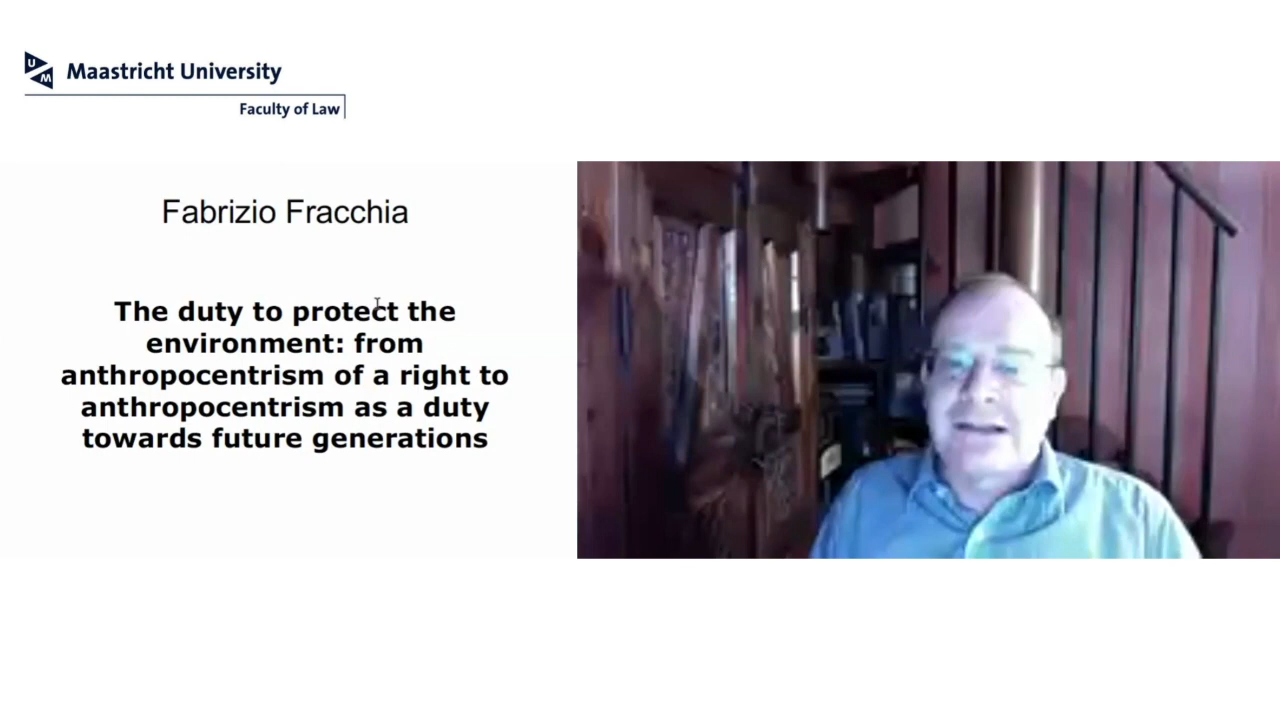 UM
Maastricht University
Faculty of Law
Fabrizio Fracchia
The duty to protect the
environment: from
anthropocentrism of a right to
anthropocentrism as a duty
towards future generations